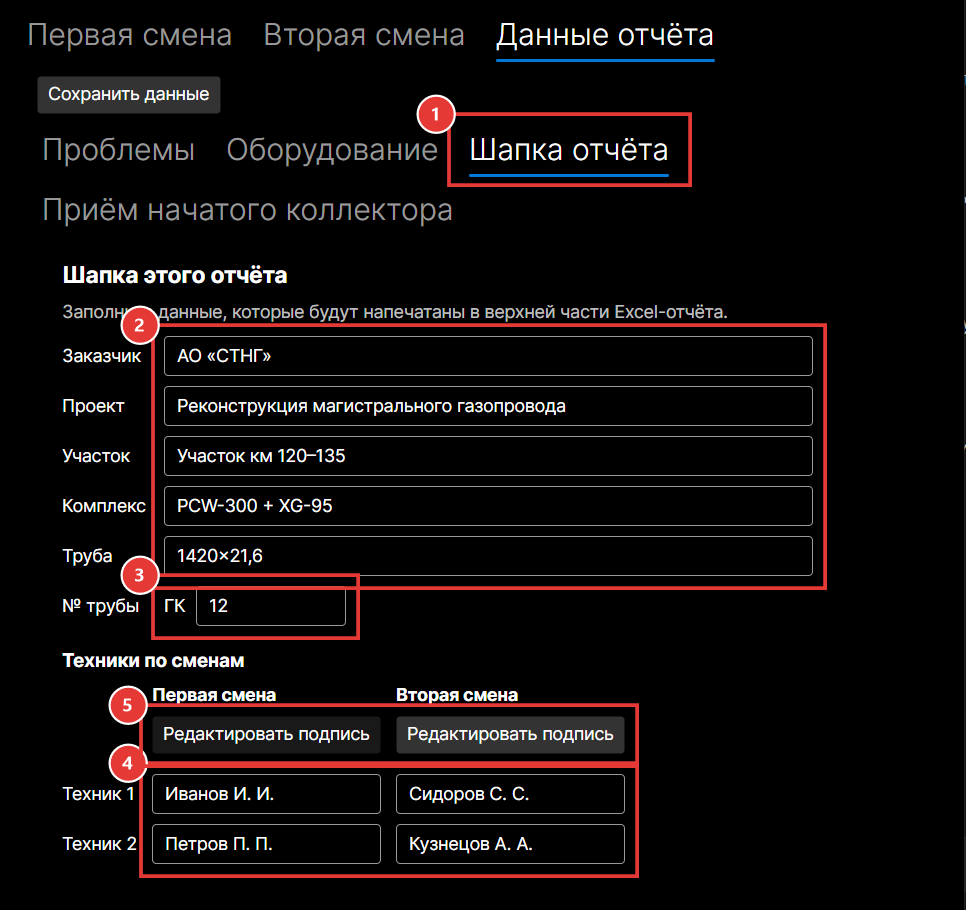 Первая смена Вторая смена Данные отчёта
Сохранить данные
1
Проблемы Оборудование Шапка отчёта
Приём начатого коллектора
Шапка этого отчёта
данные, которые будут напечатаны в верхней части Excel-отчёта.
2
Заказчик АО «СТНГ»
Проект Реконструкция магистрального газопровода
Участок Участок км 120–135
Комплекс PCW-300 + XG-95
Труба 1420×21,6
3
№ трубы ГК 12
Техники по сменам
Первая смена Вторая смена
5
Редактировать подпись Редактировать подпись
4
Техник 1 Иванов И. И. Сидоров С. С.
Техник 2 Петров П. П. Кузнецов А. А.